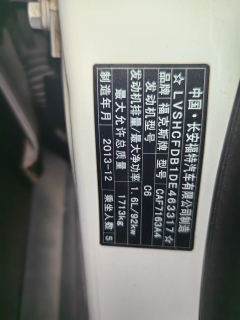 中国·长安福特汽车有限公司制造
☆LVSHCFDB1DE463317☆
福克斯牌 型号 CAF7163A4
发动机型号 C6
发动机排量/最大净功率 1.6L/92kw
最大允许总质量 1713kg
制造年月 2013-12 乘坐人数 5